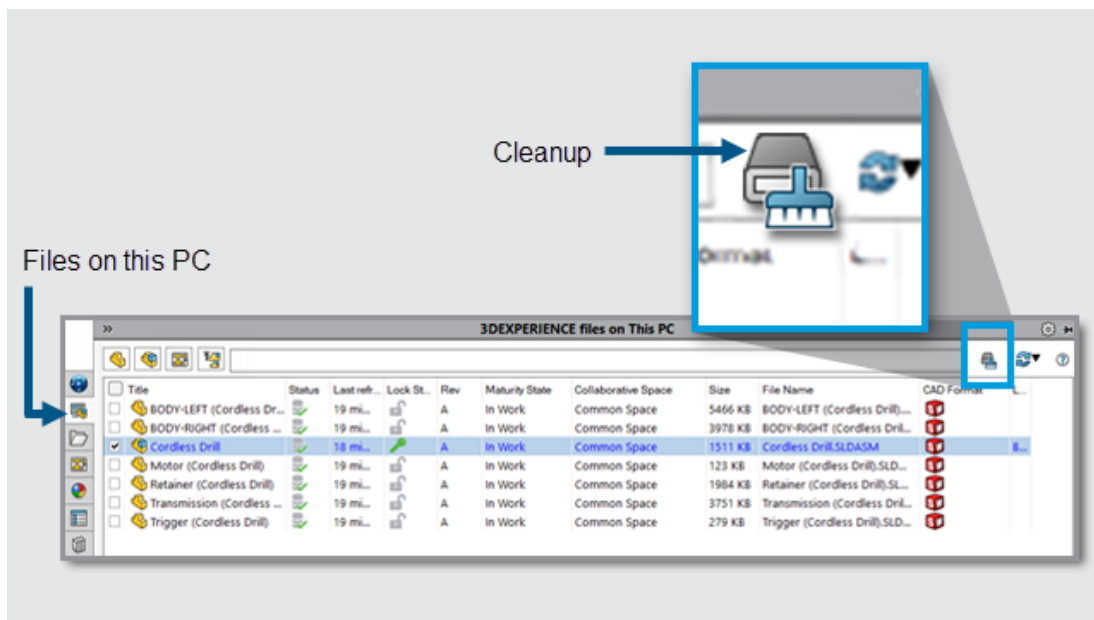 Cleanup
ormat L...
Files on this PC
» 3DEXPERIENCE files on This PC
Title Status Last refr... Lock St... Rev Maturity State Collaborative Space Size File Name CAD Format L...
BODY-LEFT (Cordless Dr... 19 mi... A In Work Common Space 5466 KB BODY-LEFT (Cordless Drill)....
BODY-RIGHT (Cordless ... 19 mi... A In Work Common Space 3978 KB BODY-RIGHT (Cordless Dril...
Cordless Drill 18 mi... A In Work Common Space 1511 KB Cordless Drill.SLDASM B...
Motor (Cordless Drill) 19 mi... A In Work Common Space 123 KB Motor (Cordless Drill).SLD...
Retainer (Cordless Drill) 19 mi... A In Work Common Space 1984 KB Retainer (Cordless Drill).SL...
Transmission (Cordless ... 19 mi... A In Work Common Space 3751 KB Transmission (Cordless Dril...
Trigger (Cordless Drill) 19 mi... A In Work Common Space 279 KB Trigger (Cordless Drill).SLD...